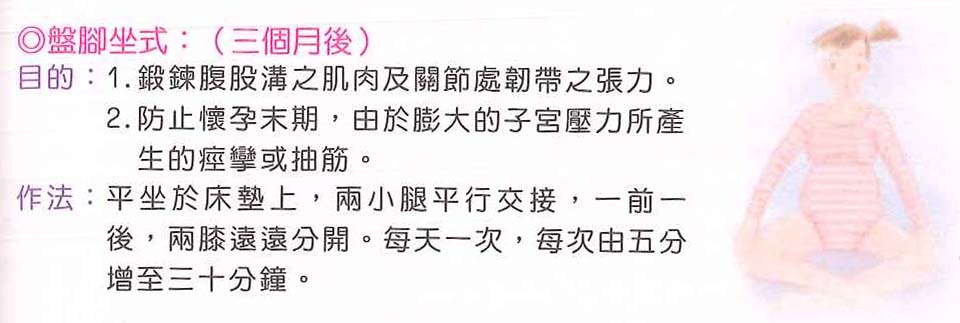 ◎盤腳坐式：（三個月後）
目的：1.鍛鍊腹股溝之肌肉及關節處韌帶之張力。
2.防止懷孕末期，由於膨大的子宮壓力所產
生的痙攣或抽筋。
作法：平坐於床墊上，兩小腿平行交接，一前一
後，兩膝遠遠分開。每天一次，每次由五分
增至三十分鐘。